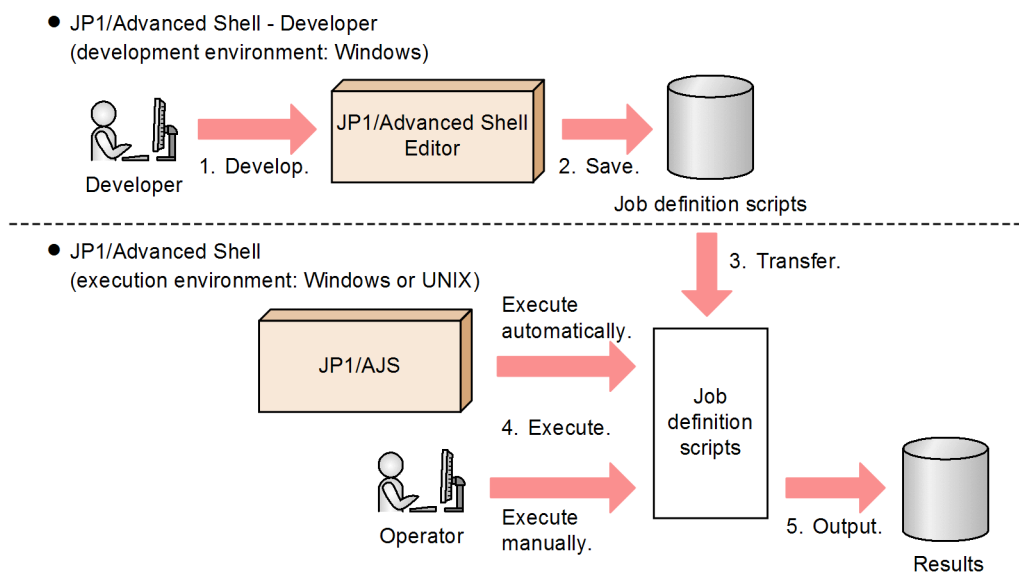 ● JP1/Advanced Shell - Developer
(development environment: Windows)
JP1/Advanced Shell
Editor
1. Develop.
2. Save.
Developer
Job definition scripts
● JP1/Advanced Shell
(execution environment: Windows or UNIX)
3. Transfer.
Execute
automatically.
JP1/AJS
Job
definition
scripts
4. Execute.
Operator
Execute
manually.
5. Output.
Results